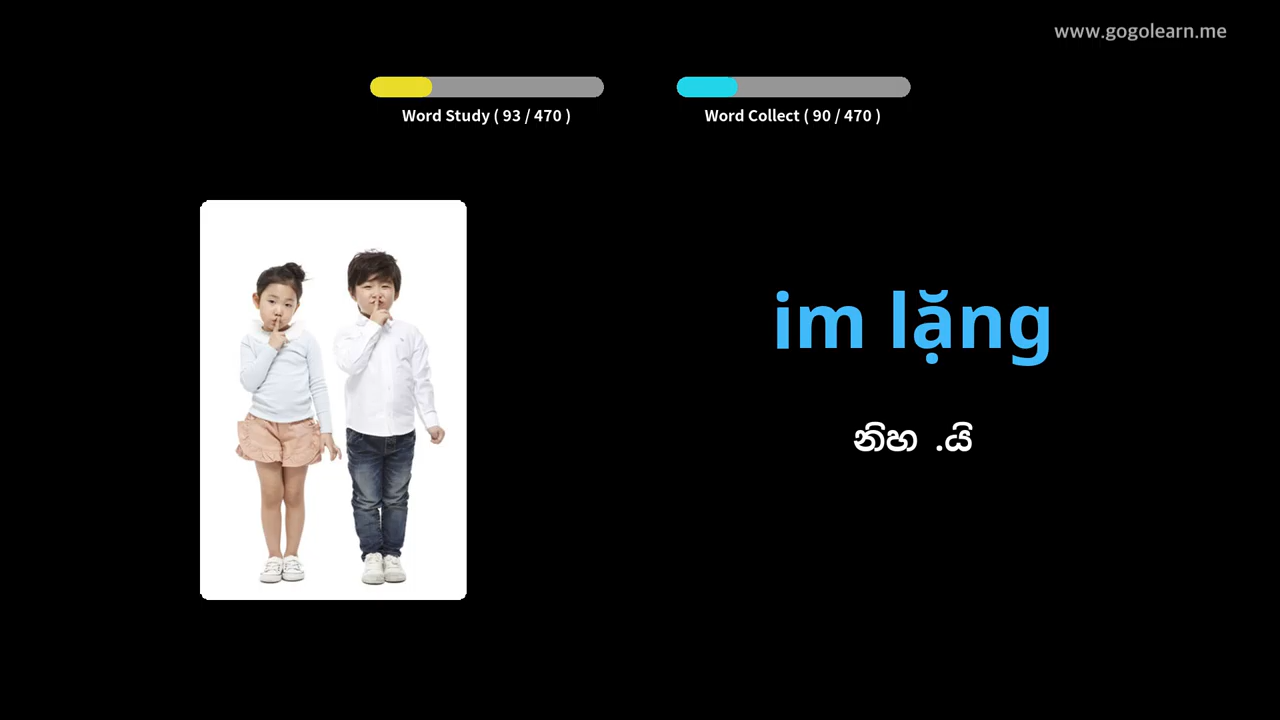 www.gogolearn.me
Word Study ( 93 / 470 )
Word Collect ( 90 / 470 )
im lặng
නිහ .යි